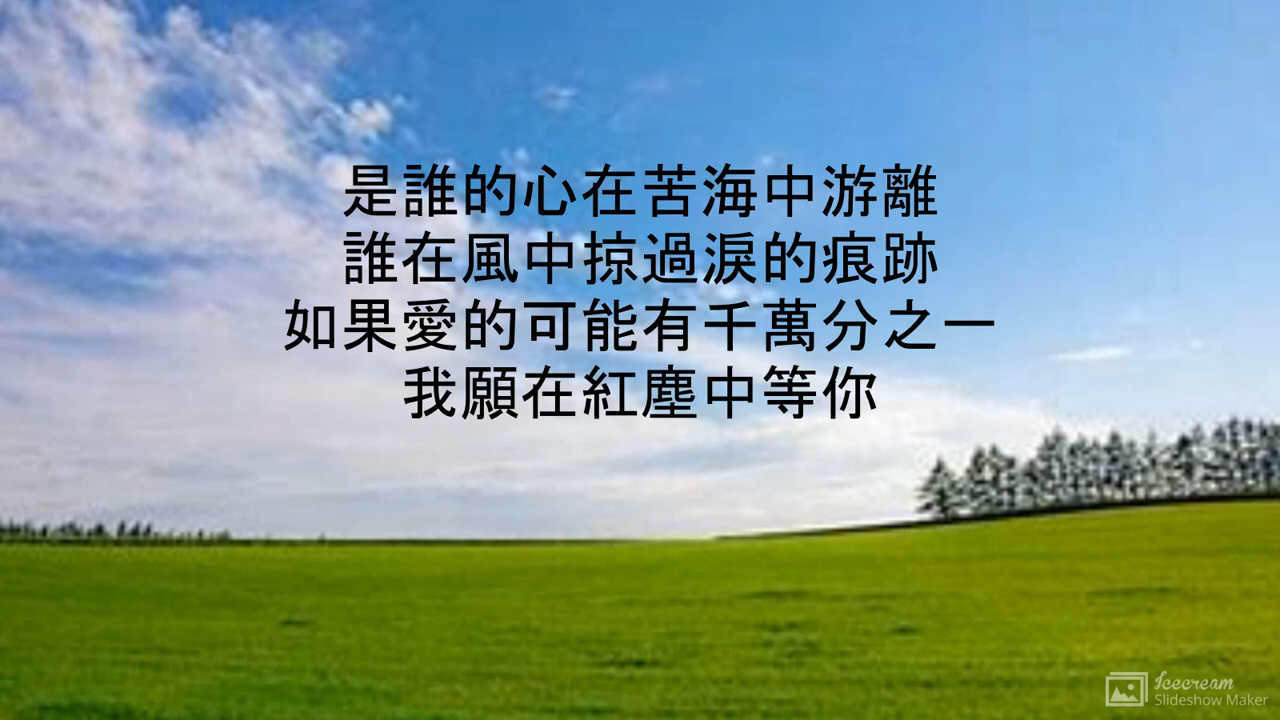 是誰的心在苦海中游離
誰在風中掠過淚的痕跡
如果愛的可能有千萬分之一
我願在紅塵中等你
Icecream
Slideshow Maker